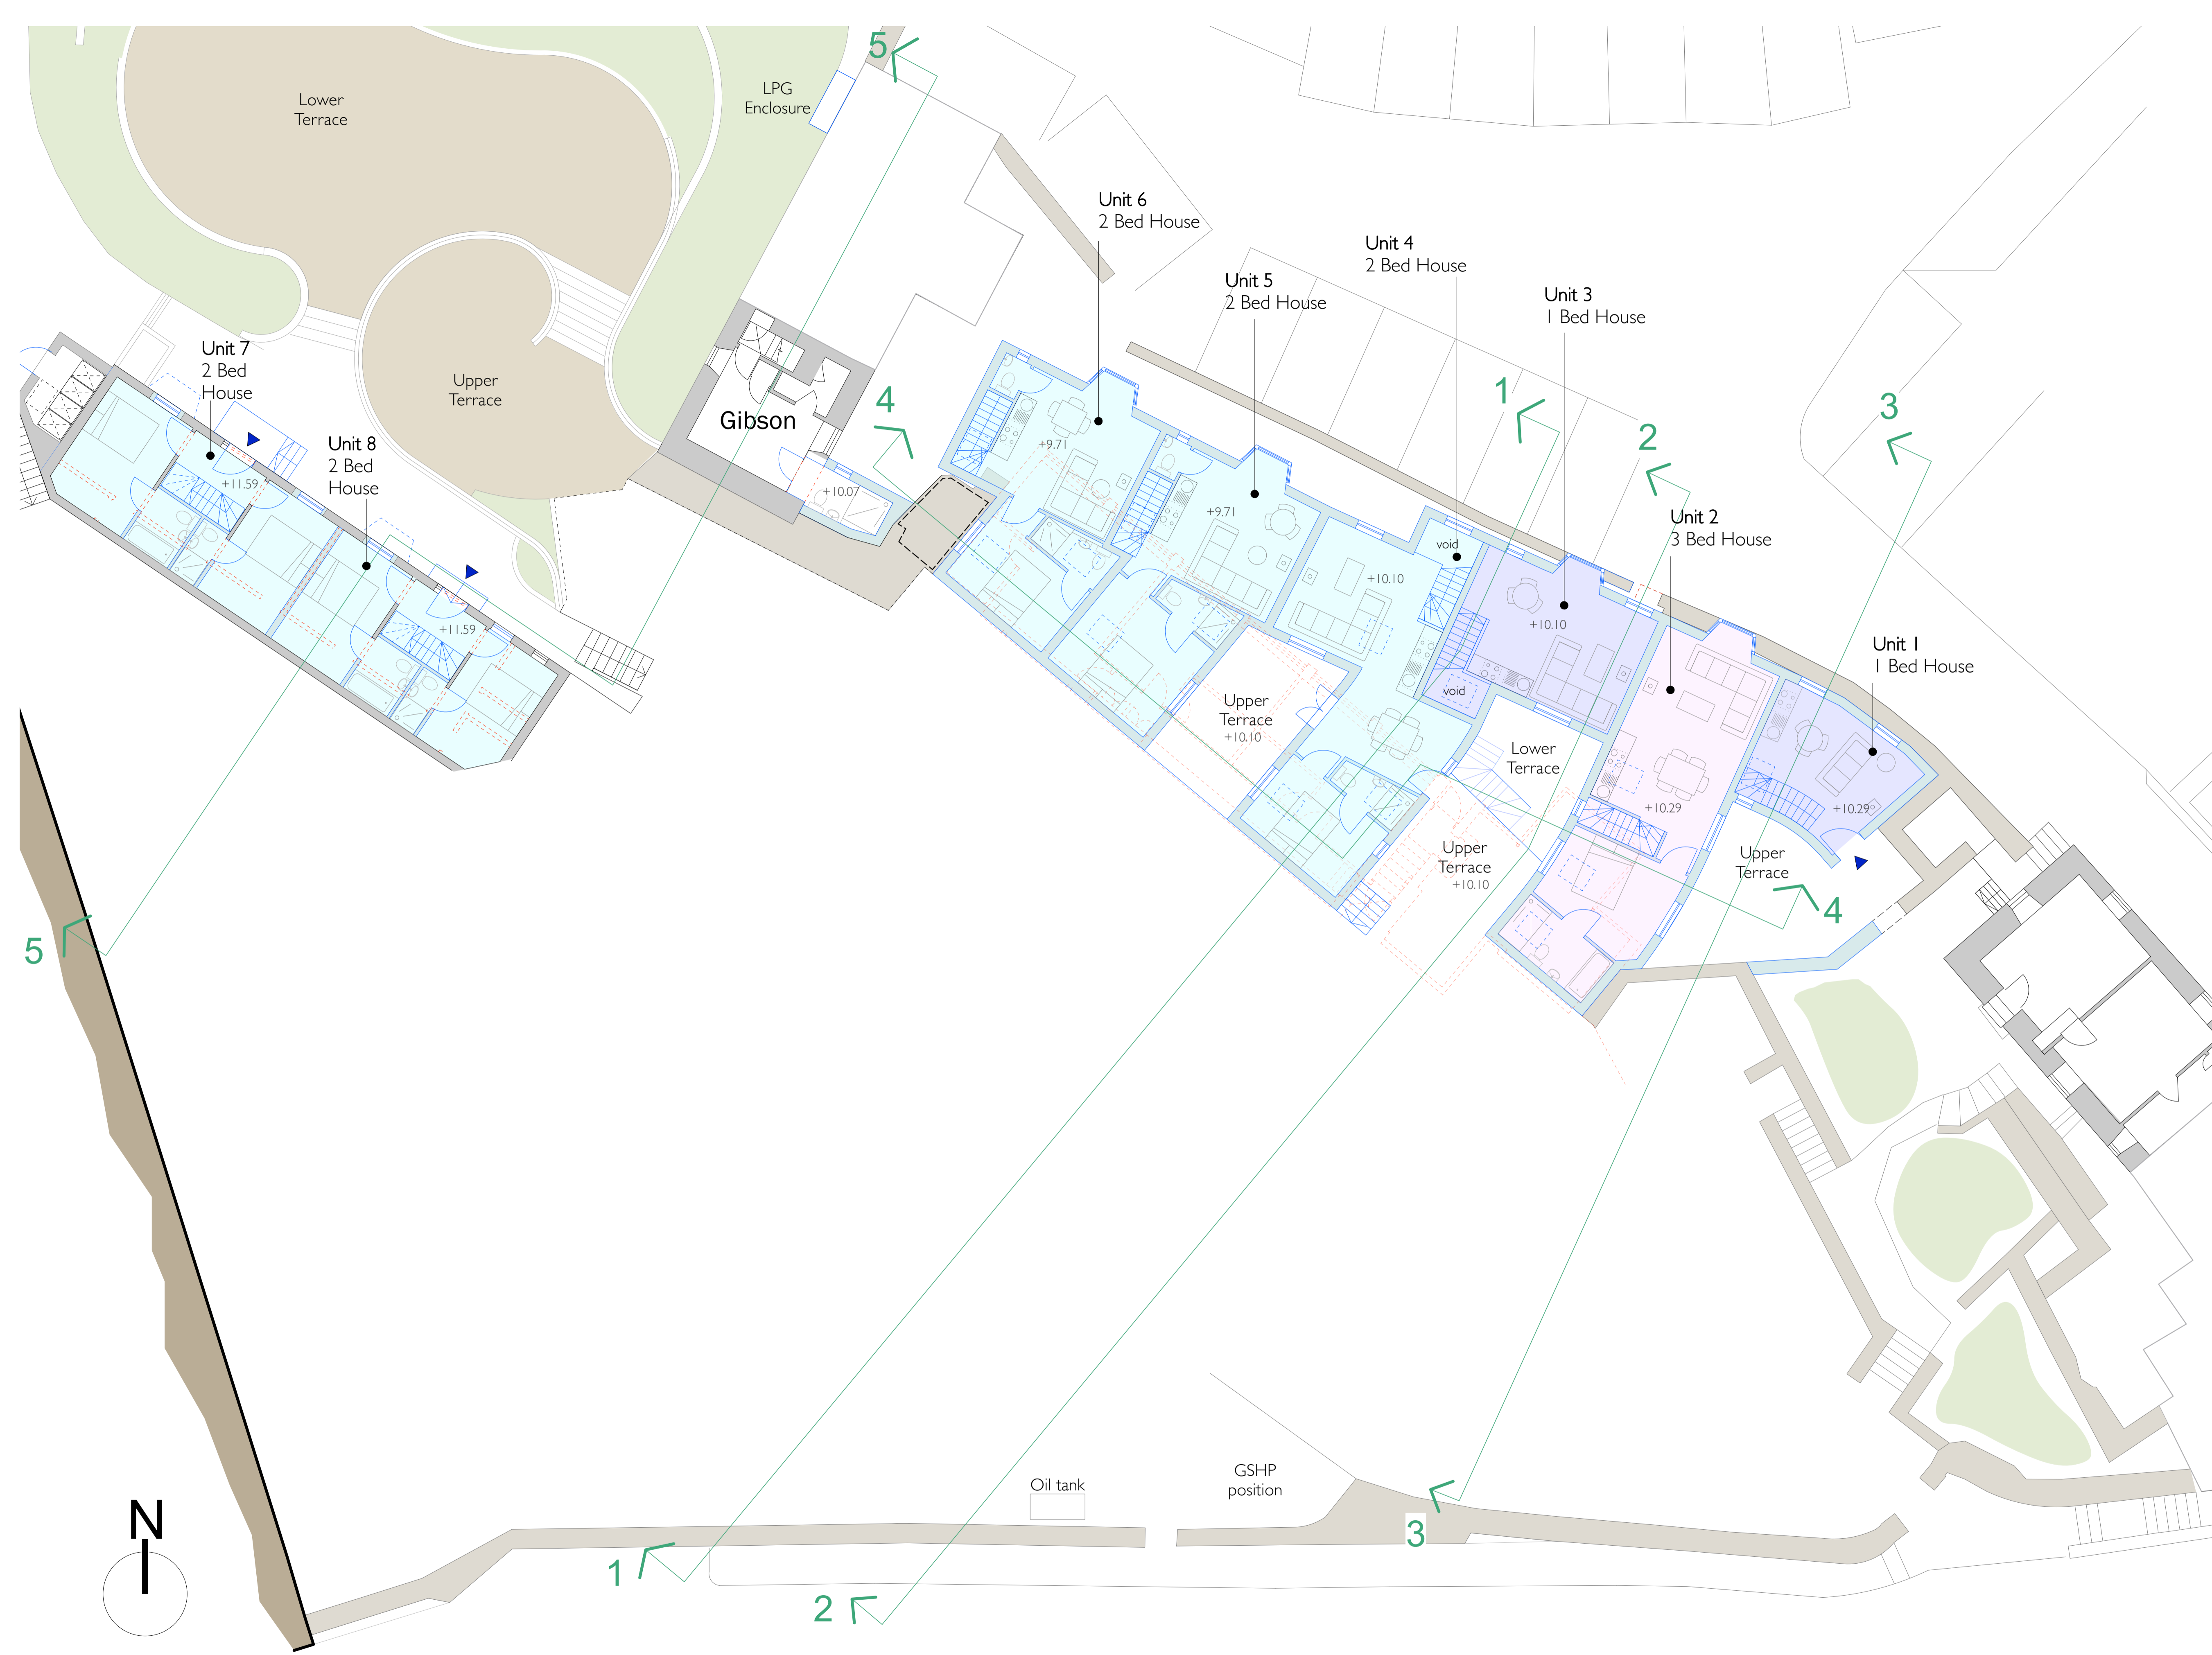 5
LPG
Enclosure
Lower
Terrace
Unit 6
2 Bed House
Unit 4
2 Bed House
Unit 5
2 Bed House
Unit 3
1 Bed House
Unit 7
2 Bed
House
Upper
Terrace
4
1
3
2
Gibson
Unit 8
2 Bed
House
+9.71
+11.59
+10.07
+9.71
Unit 2
3 Bed House
void
+10.10
+10.10
+11.59
Unit 1
1 Bed House
void
Upper
Terrace
+10.10
Lower
Terrace
+10.29
+10.29
Upper
Terrace
+10.10
Upper
Terrace
4
5
GSHP
position
Oil tank
N
3
1
2